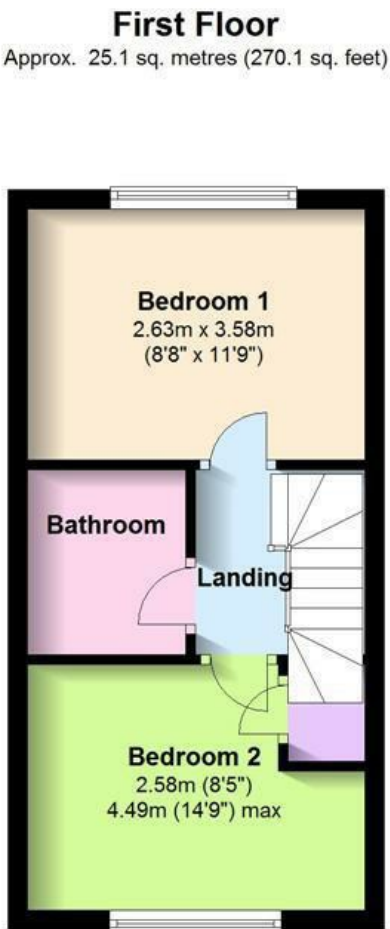 First Floor
Approx. 25.1 sq. metres (270.1 sq. feet)
Bedroom 1
2.63m x 3.58m
(8'8" x 11'9")
Bathroom
Landing
Bedroom 2
2.58m (8'5")
4.49m (14'9") max